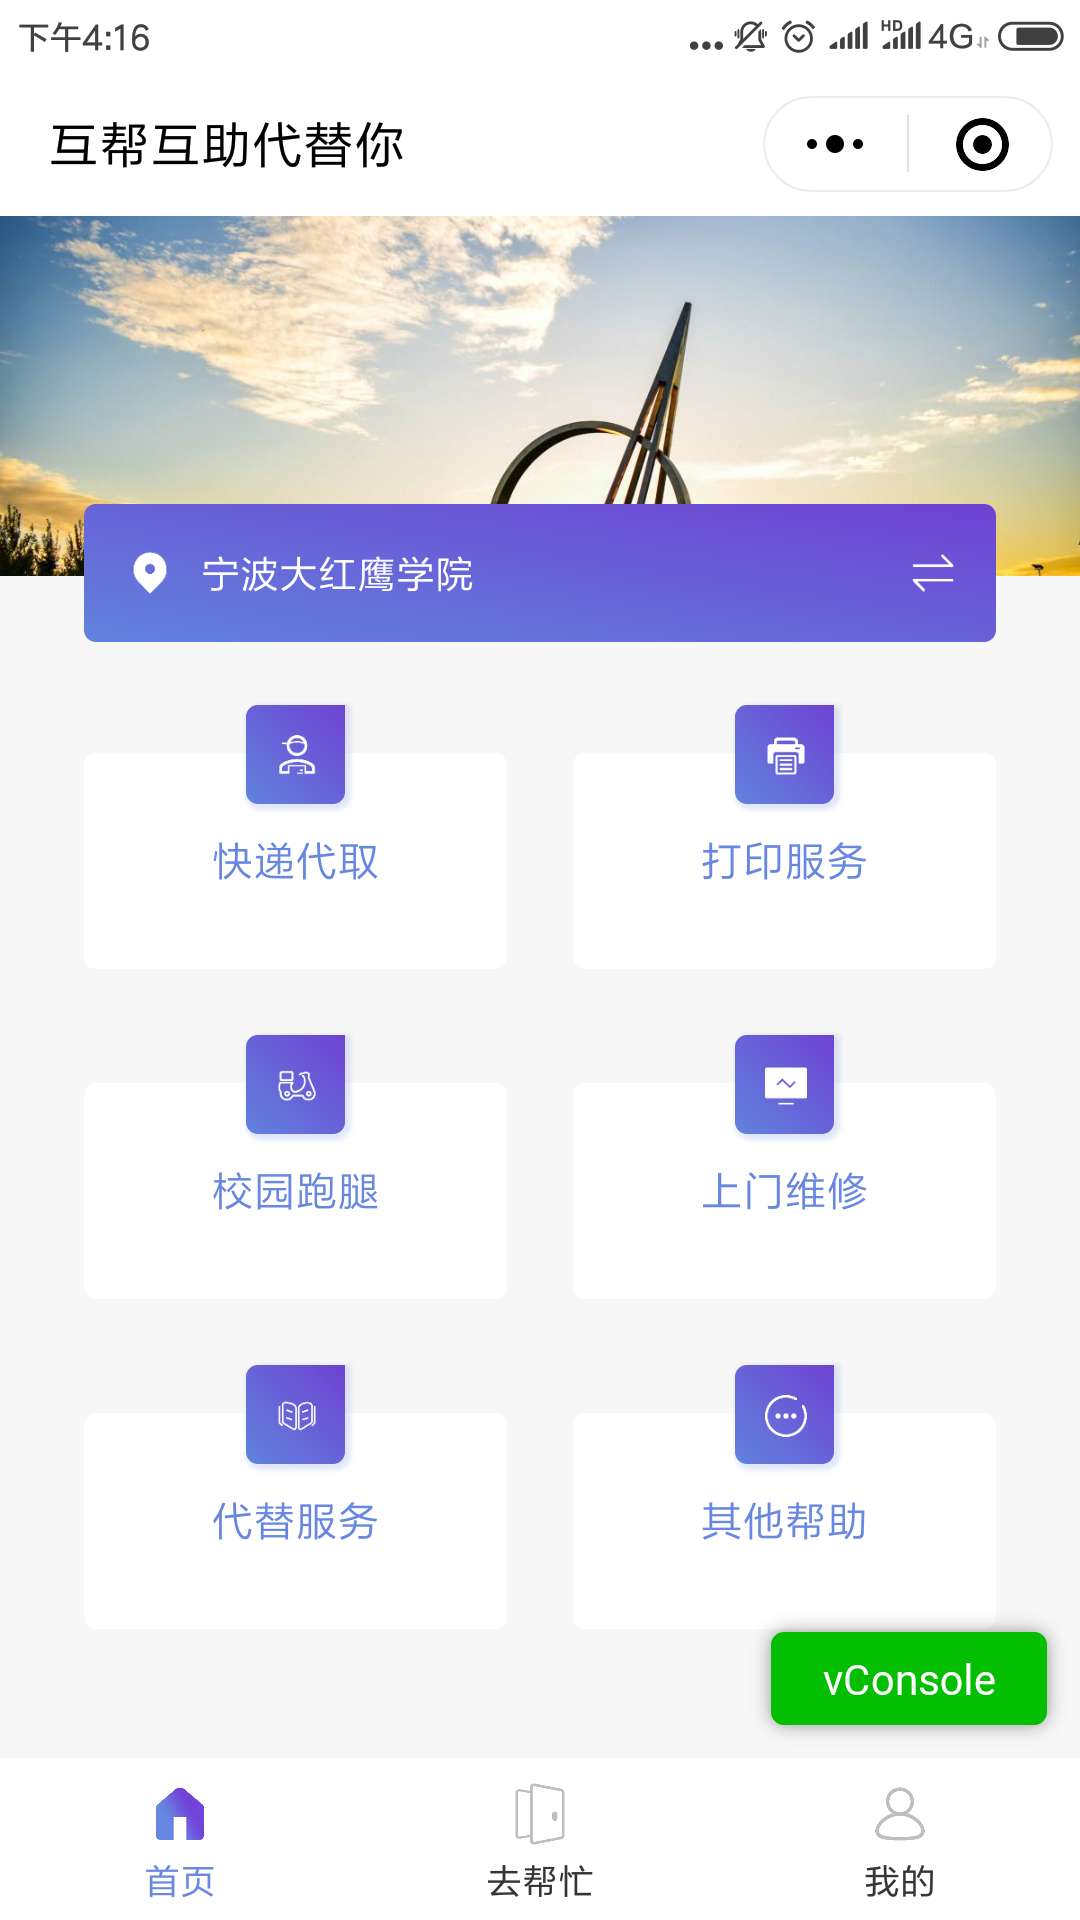 下午4:16
HD 4G
互帮互助代替你
宁波大红鹰学院
快递代取
打印服务
校园跑腿
上门维修
代替服务
其他帮助
vConsole
首页
去帮忙
我的